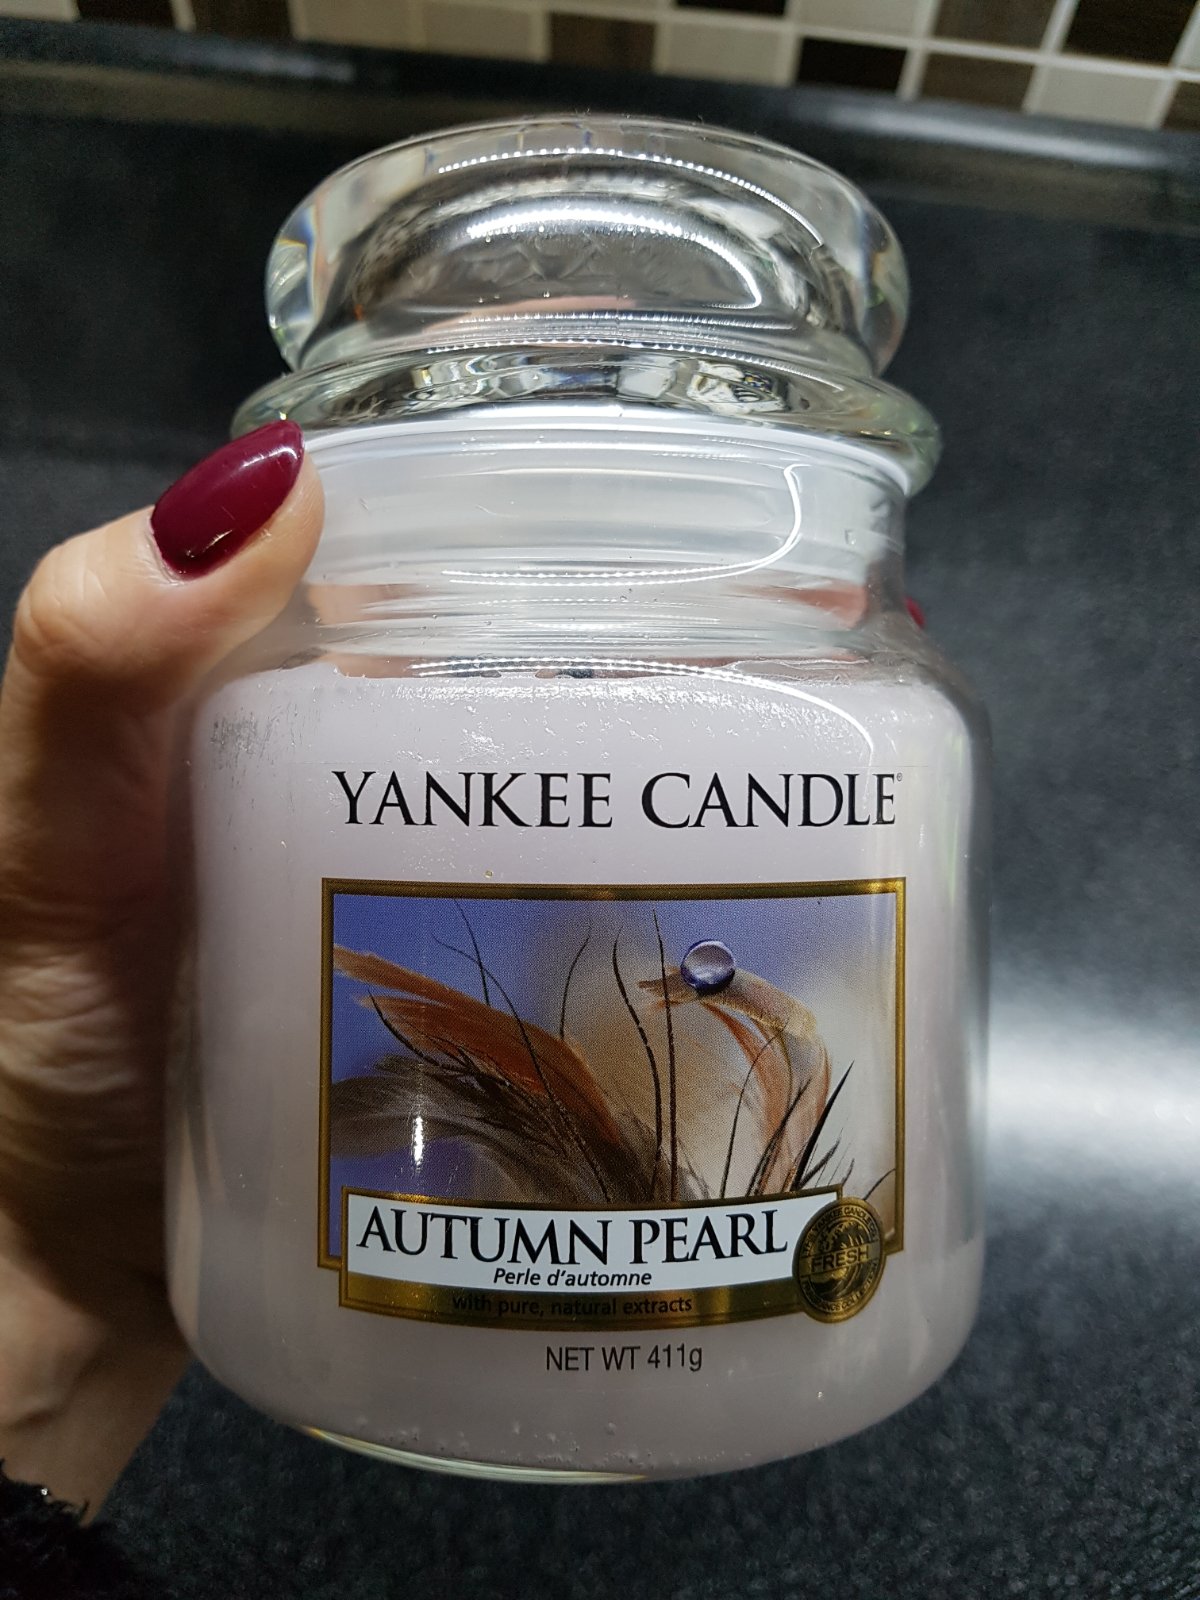 YANKEE CANDLE®
AUTUMN PEARL
Perle d'automne
with pure, natural extracts
FRESH
NET WT 411g